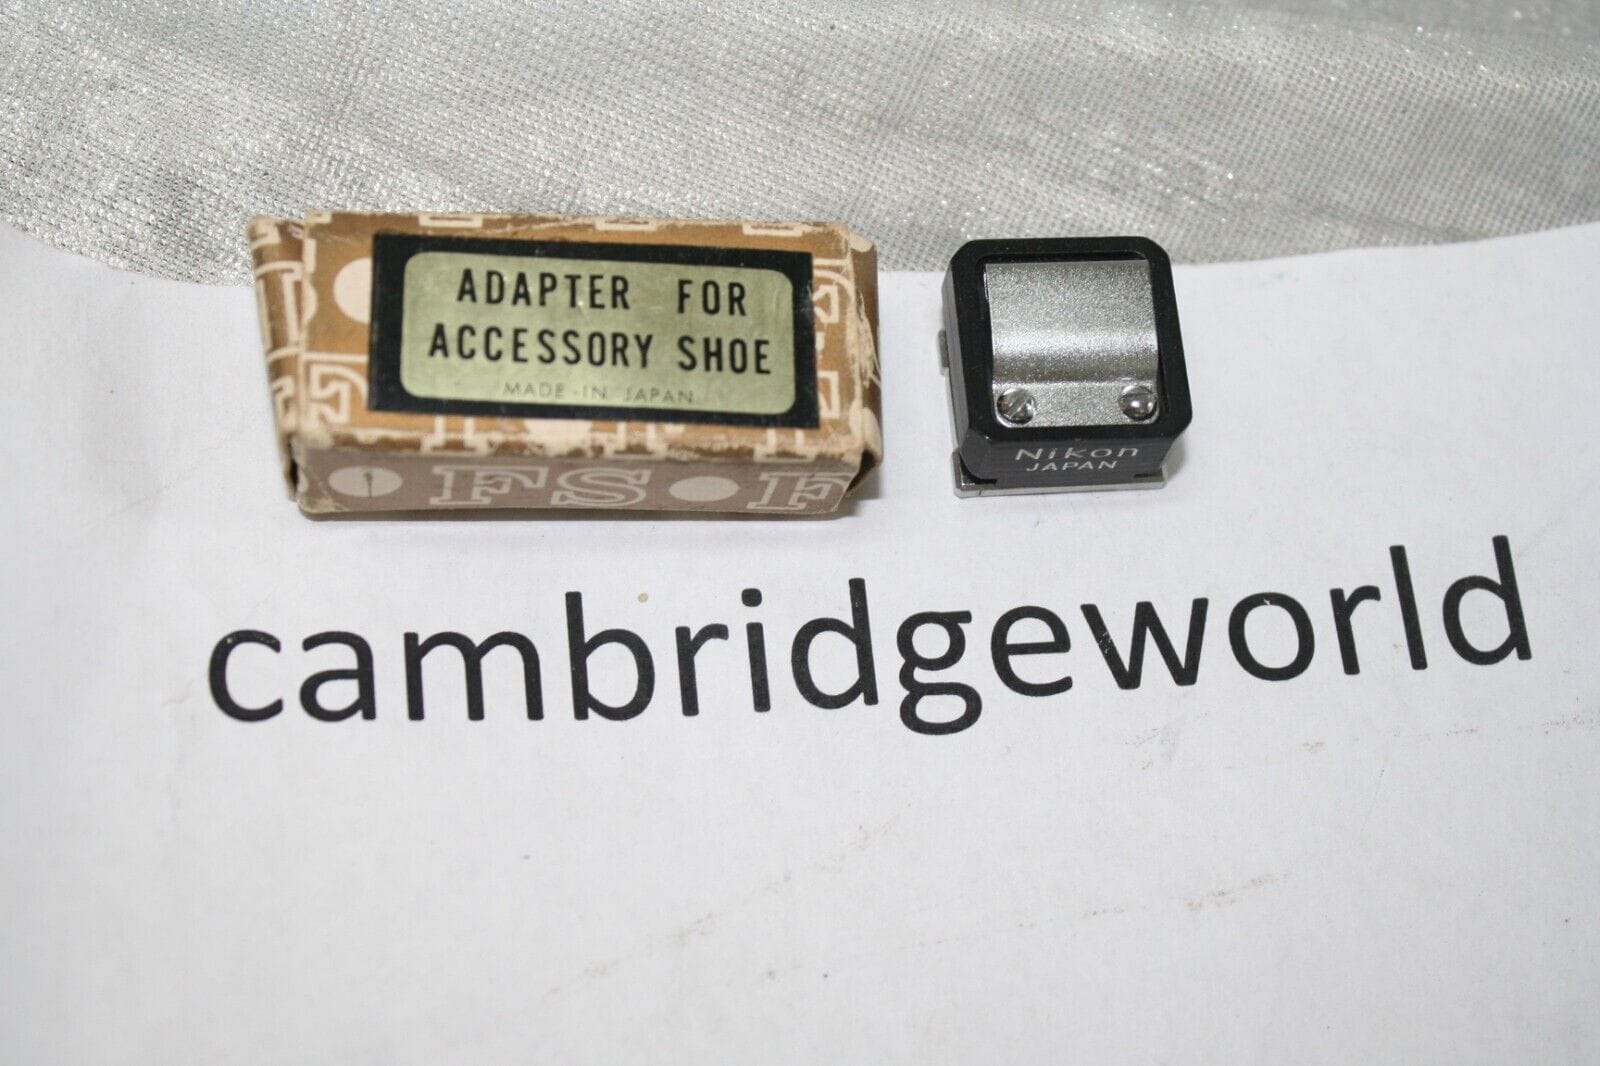 ADAPTER FOR
ACCESSORY SHOE
MADE IN JAPAN
FS
Nikon
JAPAN
cambridgeworld